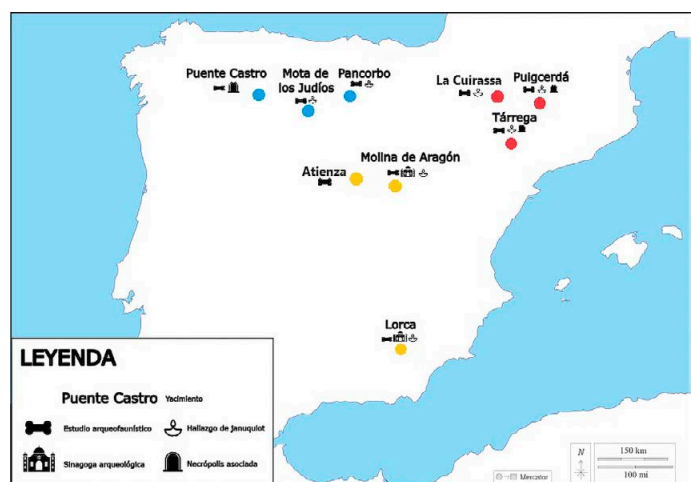 Puente Castro
Mota de
los Judíos
Pancorbo
La Cuirassa
Puigcerdá
Tárrega
Molina de Aragón
Atienza
Lorca
LEYENDA
Puente Castro Yacimiento
Estudio arqueofaunístico
Hallazgo de januquiot
Sinagoga arqueológica
Necrópolis asociada
N
150 km
100 mi
Mercator